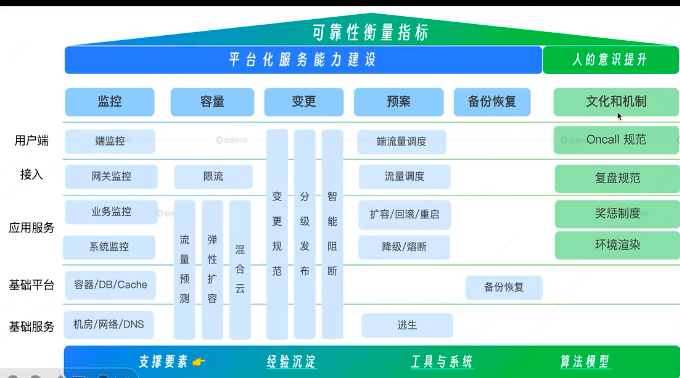 可靠性衡量指标
平台化服务能力建设
人的意识提升
监控
容量
变更
预案
备份恢复
文化和机制
用户端
端监控
端流量调度
Oncall 规范
接入
网关监控
限流
流量调度
复盘规范
应用服务
业务监控
扩容/回滚/重启
奖惩制度
系统监控
降级/熔断
环境渲染
流量预测
弹性扩容
混合云
变更规范
分级发布
智能阻断
基础平台
容器/DB/Cache
备份恢复
基础服务
机房/网络/DNS
逃生
支撑要素
经验沉淀
工具与系统
算法模型